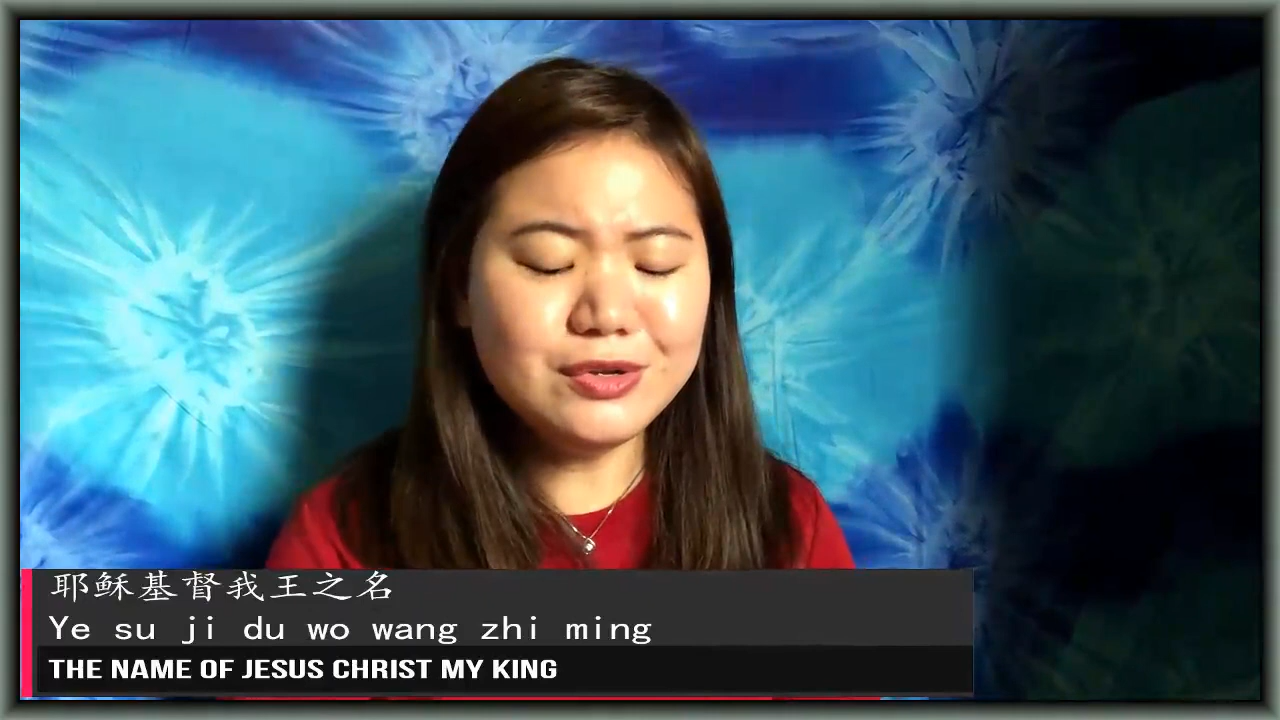 耶稣基督我王之名
Ye su ji du wo wang zhi ming
THE NAME OF JESUS CHRIST MY KING